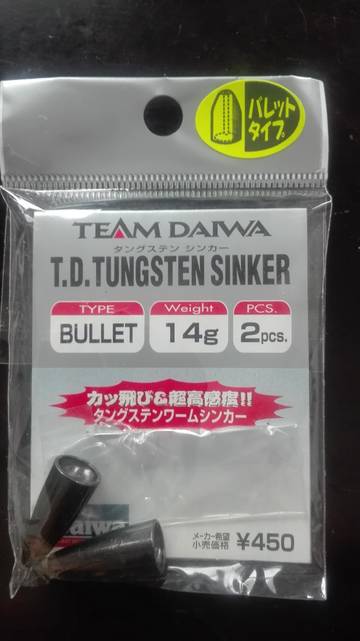 バレット
タイプ
TEAM DAIWA
タングステン シンカー
T.D.TUNGSTEN SINKER
TYPE
BULLET
Weight
14g
PCS.
2pcs.
カッ飛び&超高感度!!
タングステンワームシンカー
メーカー希望
小売価格
¥450